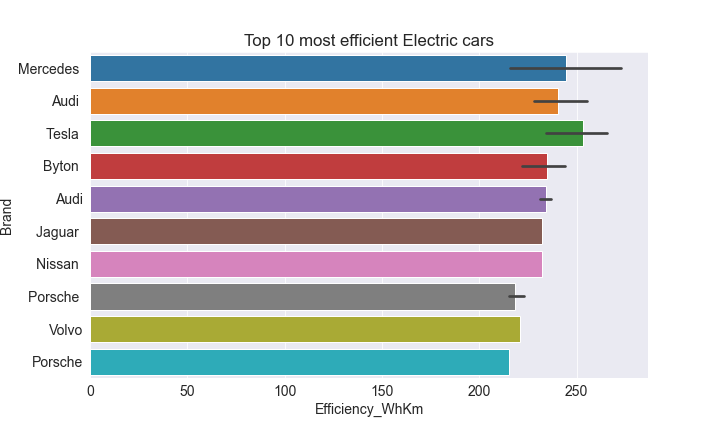 Top 10 most efficient Electric cars
Mercedes
Audi
Tesla
Byton
Audi
Jaguar
Nissan
Porsche
Volvo
Porsche
Brand
0 50 100 150 200 250
Efficiency_WhKm